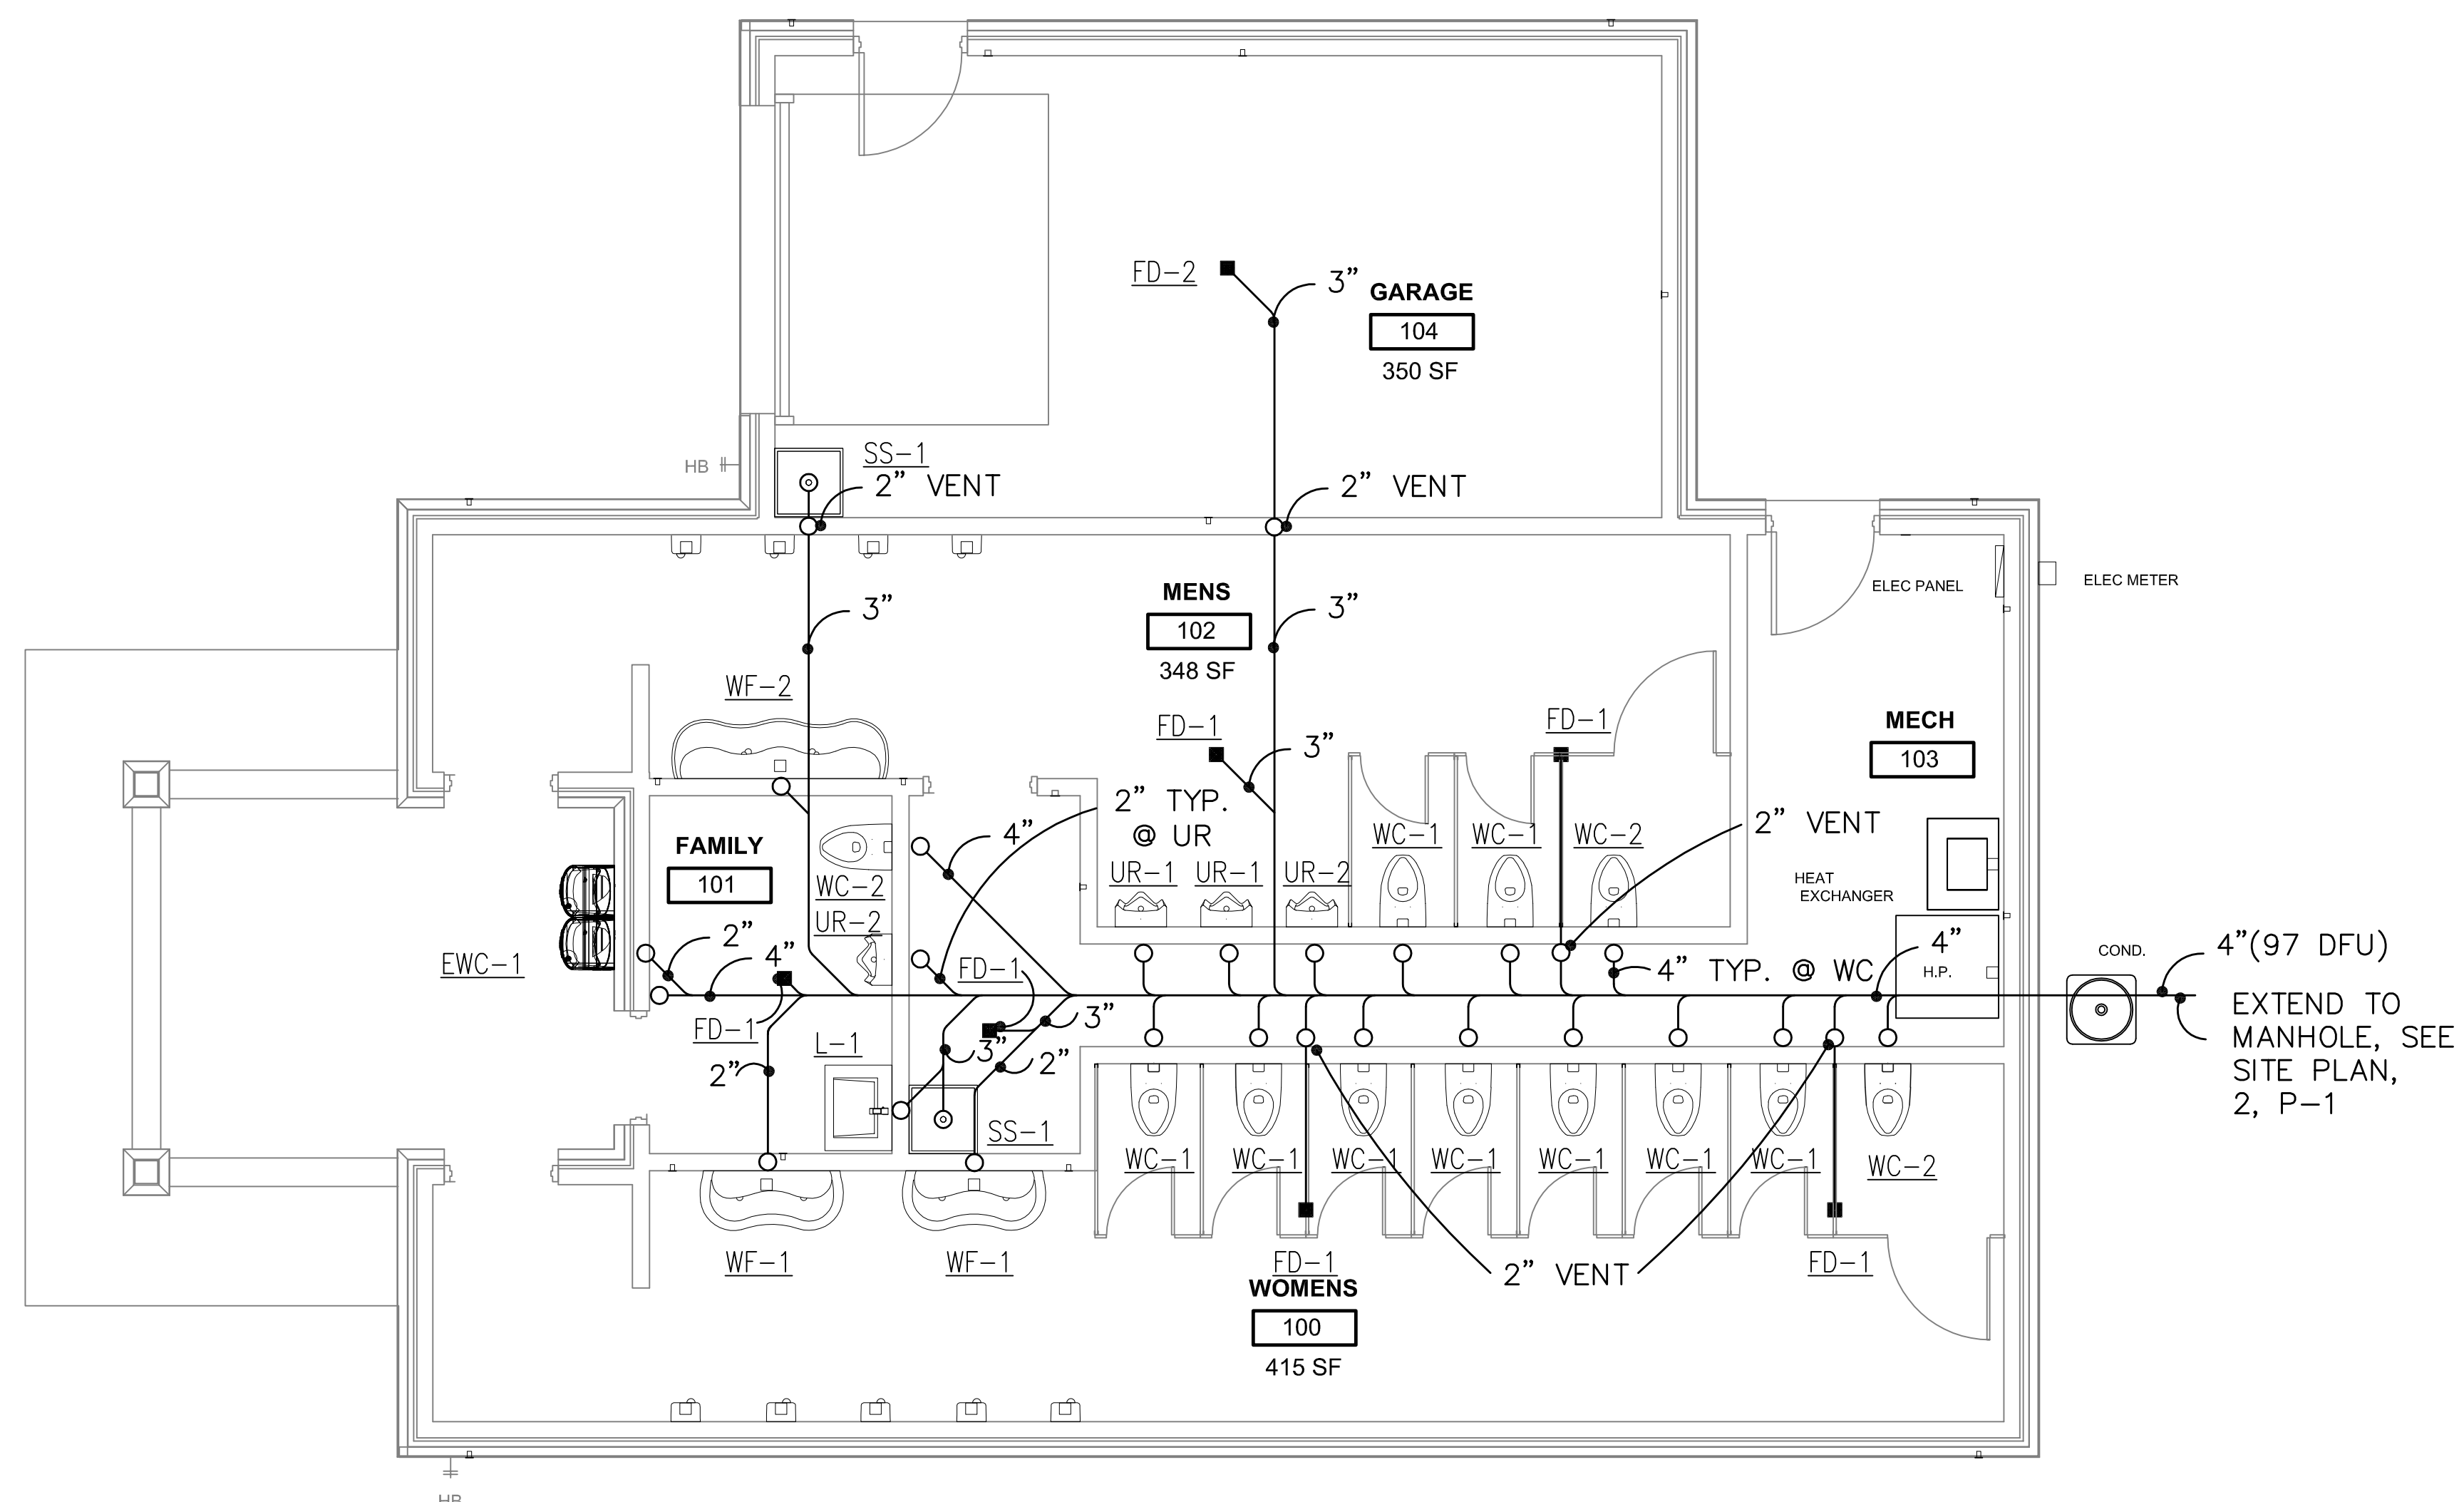 FD-2
3"
GARAGE
104
350 SF
HB
SS-1
2" VENT
2" VENT
3"
MENS
102
348 SF
3"
ELEC PANEL
ELEC METER
WF-2
FD-1
3"
FD-1
MECH
103
2" TYP.
@ UR
4"
2" VENT
FAMILY
101
WC-2
UR-2
UR-1
UR-1
UR-2
WC-1
WC-1
WC-2
HEAT
EXCHANGER
EWC-1
2"
4"
FD-1
4" TYP. @ WC
4"
H.P.
COND.
4"(97 DFU)
EXTEND TO
MANHOLE, SEE
SITE PLAN,
2, P-1
FD-1
L-1
3"
3"
2"
2"
SS-1
WC-1
WC-1
WC-1
WC-1
WC-1
WC-1
WC-1
WC-2
WF-1
WF-1
FD-1
2" VENT
FD-1
WOMENS
100
415 SF
HB